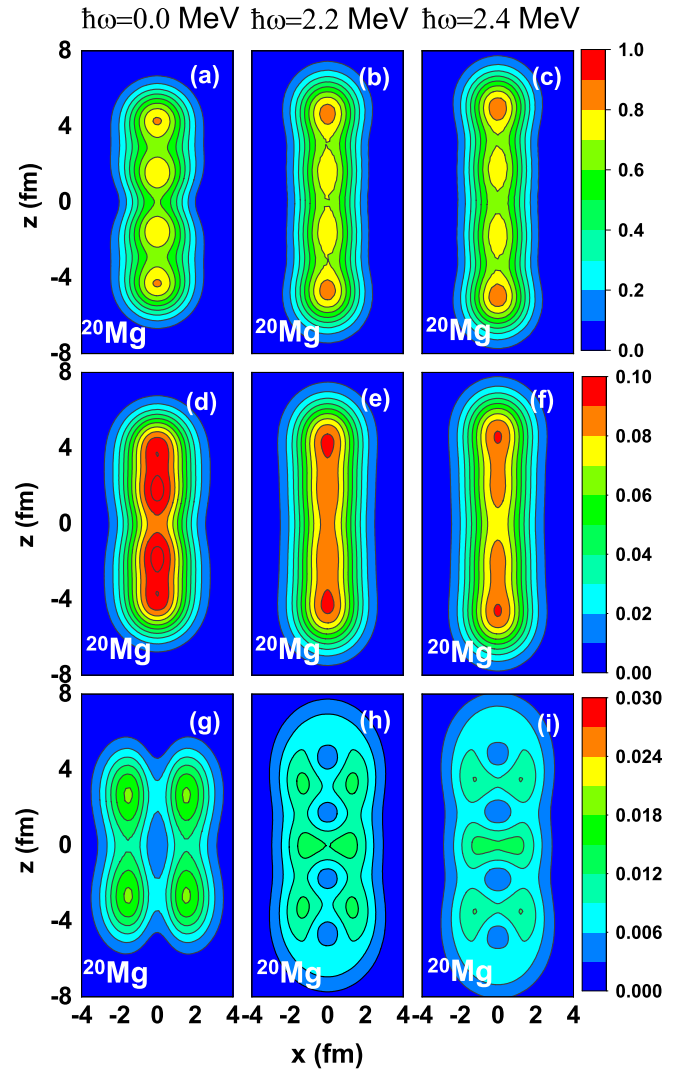 ħω=0.0 MeV ħω=2.2 MeV ħω=2.4 MeV
8 (a) (b) (c) 1.0
4 0.8
z (fm) 0 0.6
0.4
-4 0.2
²⁰Mg ²⁰Mg ²⁰Mg
-8 0.0
8 (d) (e) (f) 0.10
4 0.08
z (fm) 0 0.06
0.04
-4 0.02
²⁰Mg ²⁰Mg ²⁰Mg
-8 0.00
8 (g) (h) (i) 0.030
4 0.024
0.018
z (fm) 0
0.012
-4 0.006
²⁰Mg ²⁰Mg ²⁰Mg
-8 0.000
-4 -2 0 2 4 -2 0 2 4 -2 0 2 4
x (fm)